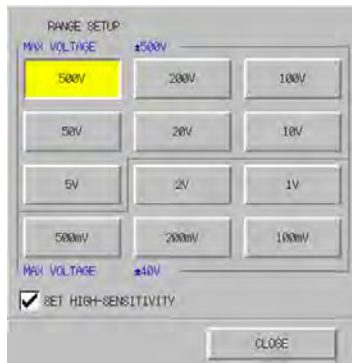 RANGE SETUP
MAX VOLTAGE ±500V
500V 200V 100V
50V 20V 10V
5V 2V 1V
500mV 200mV 100mV
MAX VOLTAGE ±40V
SET HIGH-SENSITIVITY
CLOSE